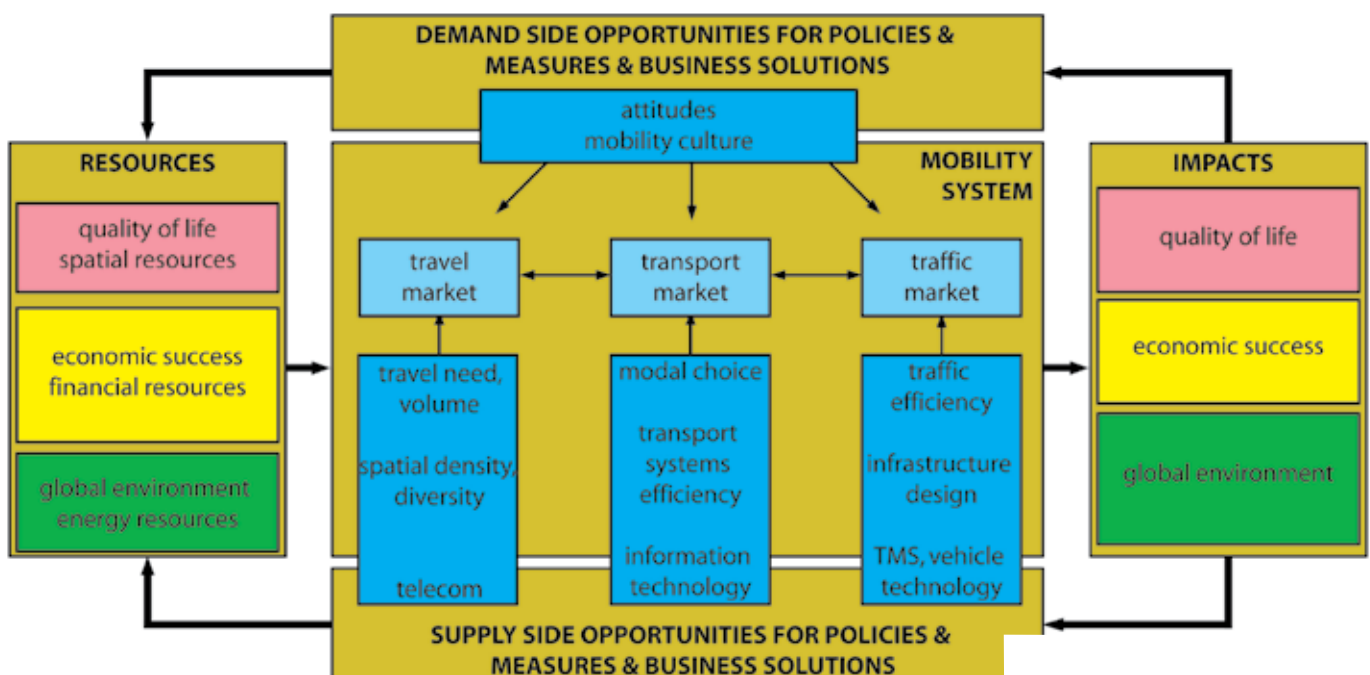 DEMAND SIDE OPPORTUNITIES FOR POLICIES &
MEASURES & BUSINESS SOLUTIONS
attitudes
mobility culture
RESOURCES
quality of life
spatial resources
economic success
financial resources
global environment
energy resources
MOBILITY
SYSTEM
travel
market
transport
market
traffic
market
travel need,
volume
spatial density,
diversity
telecom
modal choice
transport
systems
efficiency
information
technology
traffic
efficiency
infrastructure
design
TMS, vehicle
technology
IMPACTS
quality of life
economic success
global environment
SUPPLY SIDE OPPORTUNITIES FOR POLICIES &
MEASURES & BUSINESS SOLUTIONS